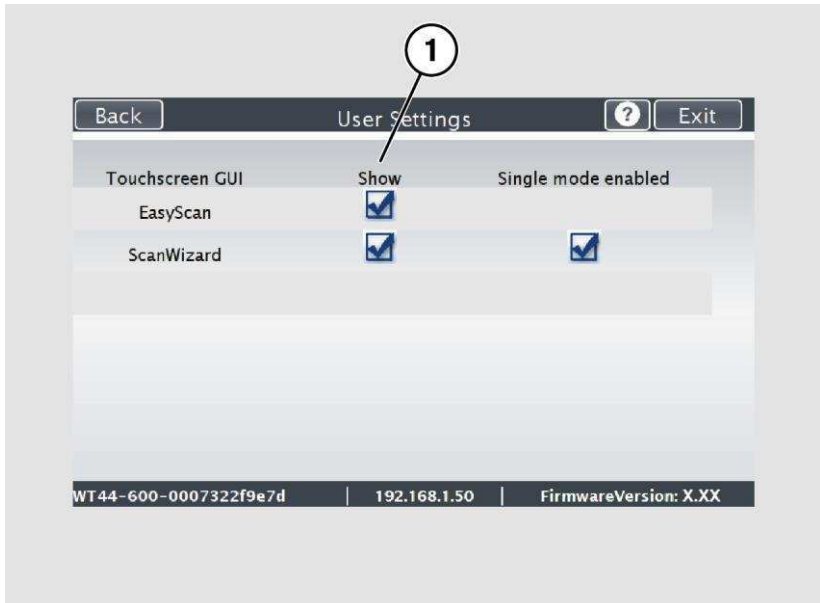 1
Back User Settings ? Exit
Touchscreen GUI Show Single mode enabled
EasyScan
ScanWizard
WT44-600-0007322f9e7d | 192.168.1.50 | FirmwareVersion: X.XX